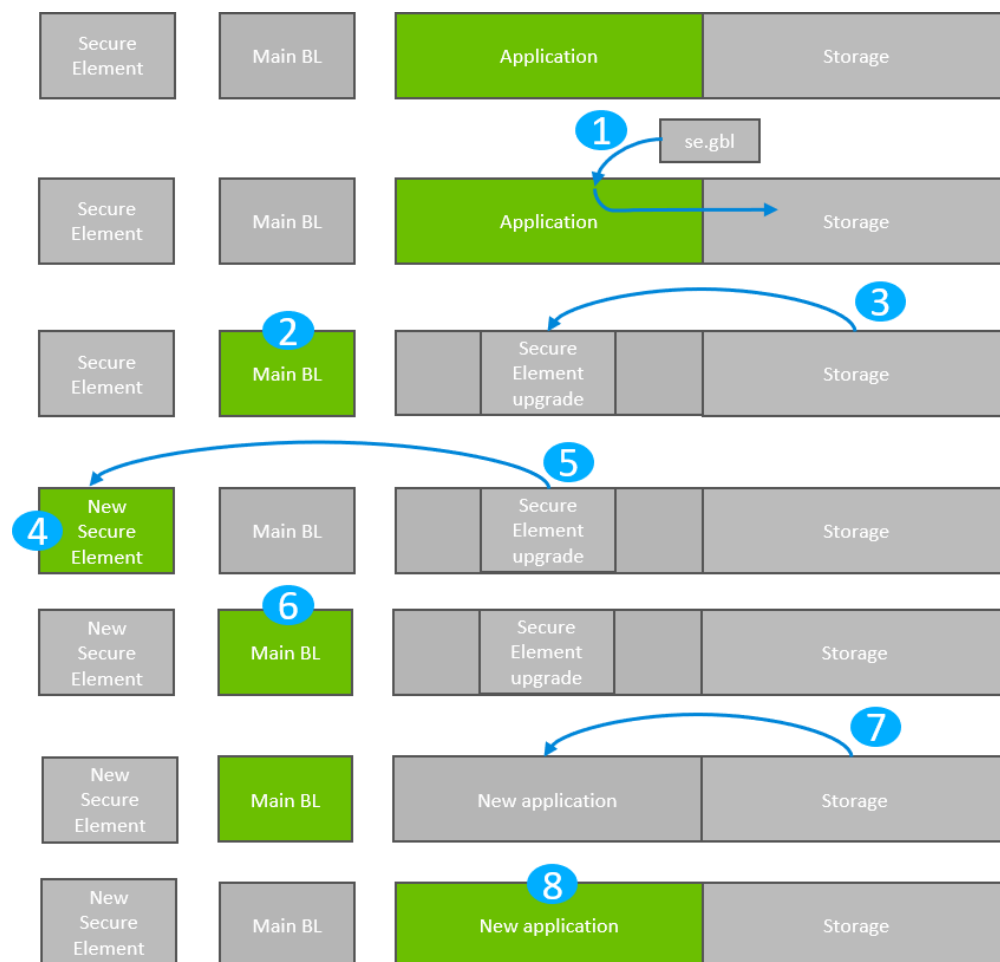 Secure
Element
Main BL
Application
Storage
1
se.gbl
Secure
Element
Main BL
Application
Storage
2
3
Secure
Element
Main BL
Secure
Element
upgrade
Storage
5
4
New
Secure
Element
Main BL
Secure
Element
upgrade
Storage
6
New
Secure
Element
Main BL
Secure
Element
upgrade
Storage
7
New
Secure
Element
Main BL
New application
Storage
8
New
Secure
Element
Main BL
New application
Storage